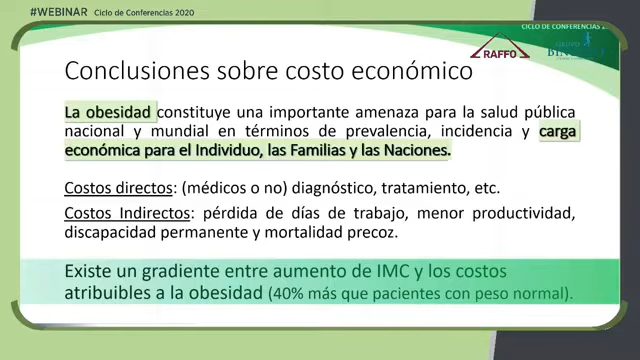 #WEBINAR Ciclo de Conferencias 2020
CICLO DE CONFERENCIAS
RAFFO
GRUPO
Conclusiones sobre costo económico
La obesidad constituye una importante amenaza para la salud pública
nacional y mundial en términos de prevalencia, incidencia y carga
económica para el Individuo, las Familias y las Naciones.
Costos directos: (médicos o no) diagnóstico, tratamiento, etc.
Costos Indirectos: pérdida de días de trabajo, menor productividad,
discapacidad permanente y mortalidad precoz.
Existe un gradiente entre aumento de IMC y los costos
atribuibles a la obesidad (40% más que pacientes con peso normal).